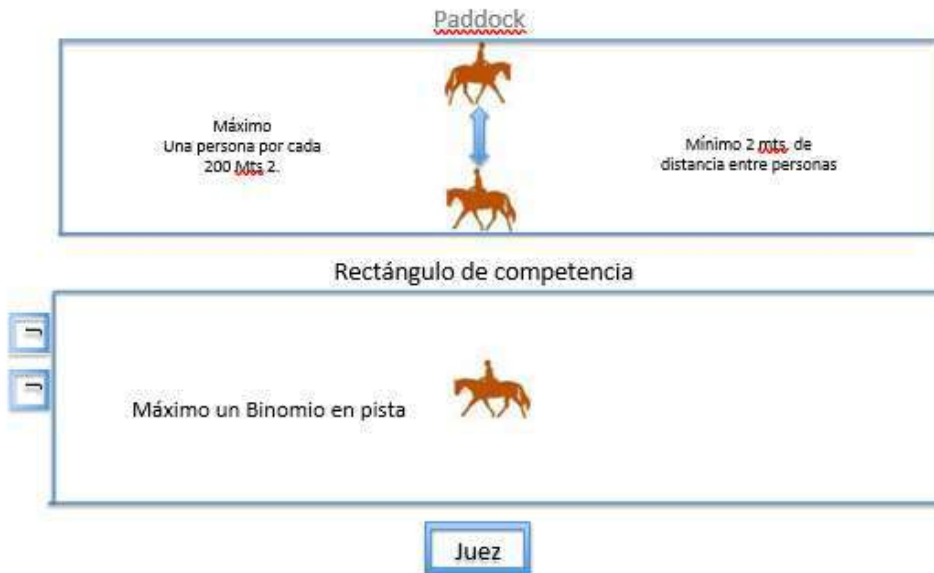 Paddock
Máximo
Una persona por cada
200 Mts 2.
Mínimo 2 mts. de
distancia entre personas
Rectángulo de competencia
J
J
Máximo un Binomio en pista
Juez